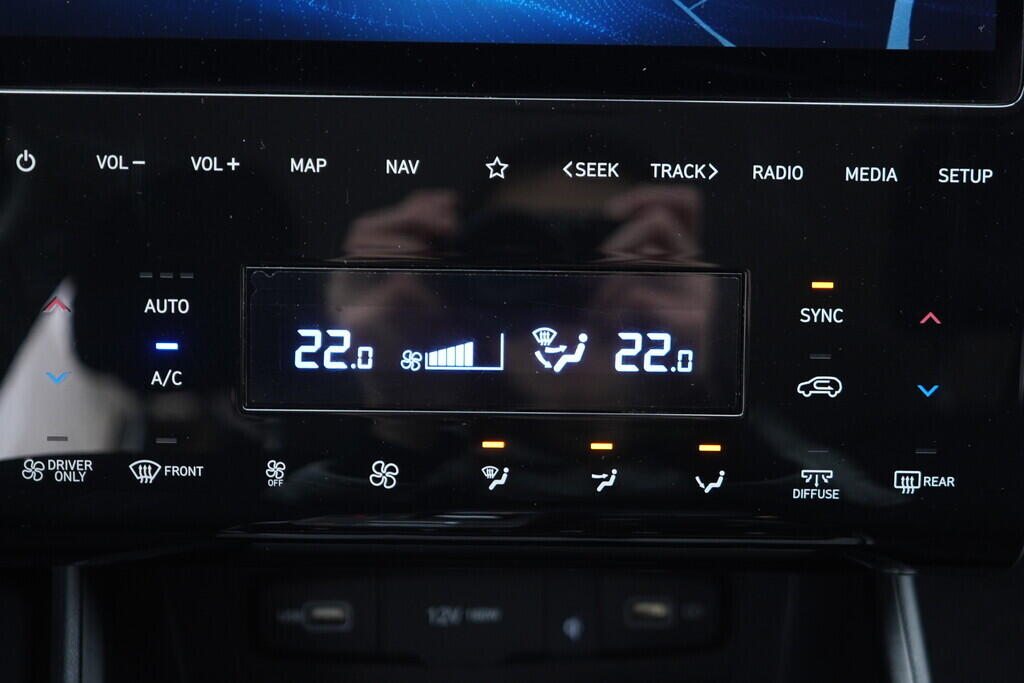 VOL−
VOL+
MAP
NAV
<SEEK
TRACK>
RADIO
MEDIA
SETUP
AUTO
SYNC
22.0
22.0
A/C
DRIVER
ONLY
FRONT
OFF
DIFFUSE
REAR
12V